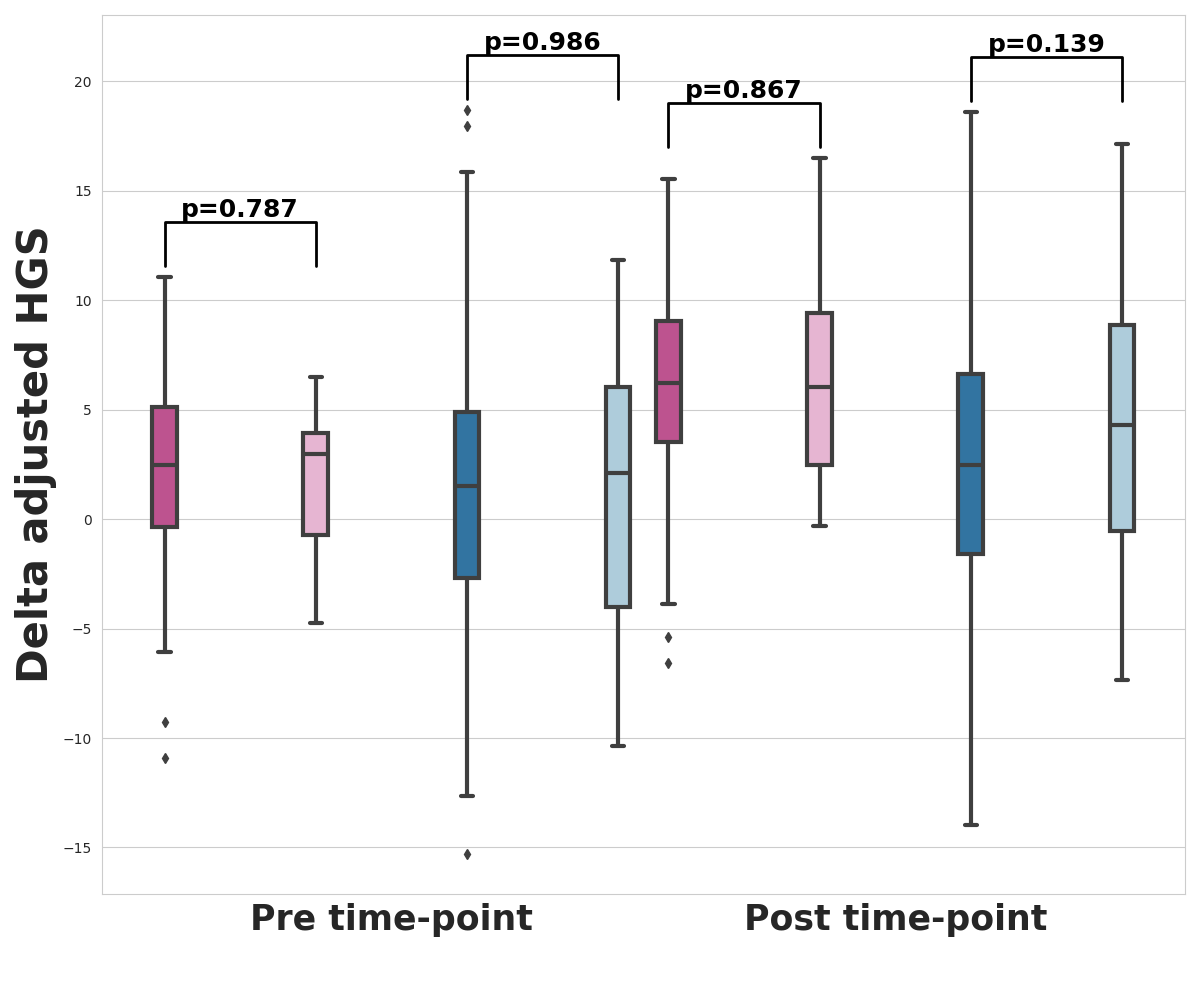 Delta adjusted HGS
20
15
10
5
0
−5
−10
−15
p=0.787
p=0.986
p=0.867
p=0.139
Pre time-point
Post time-point